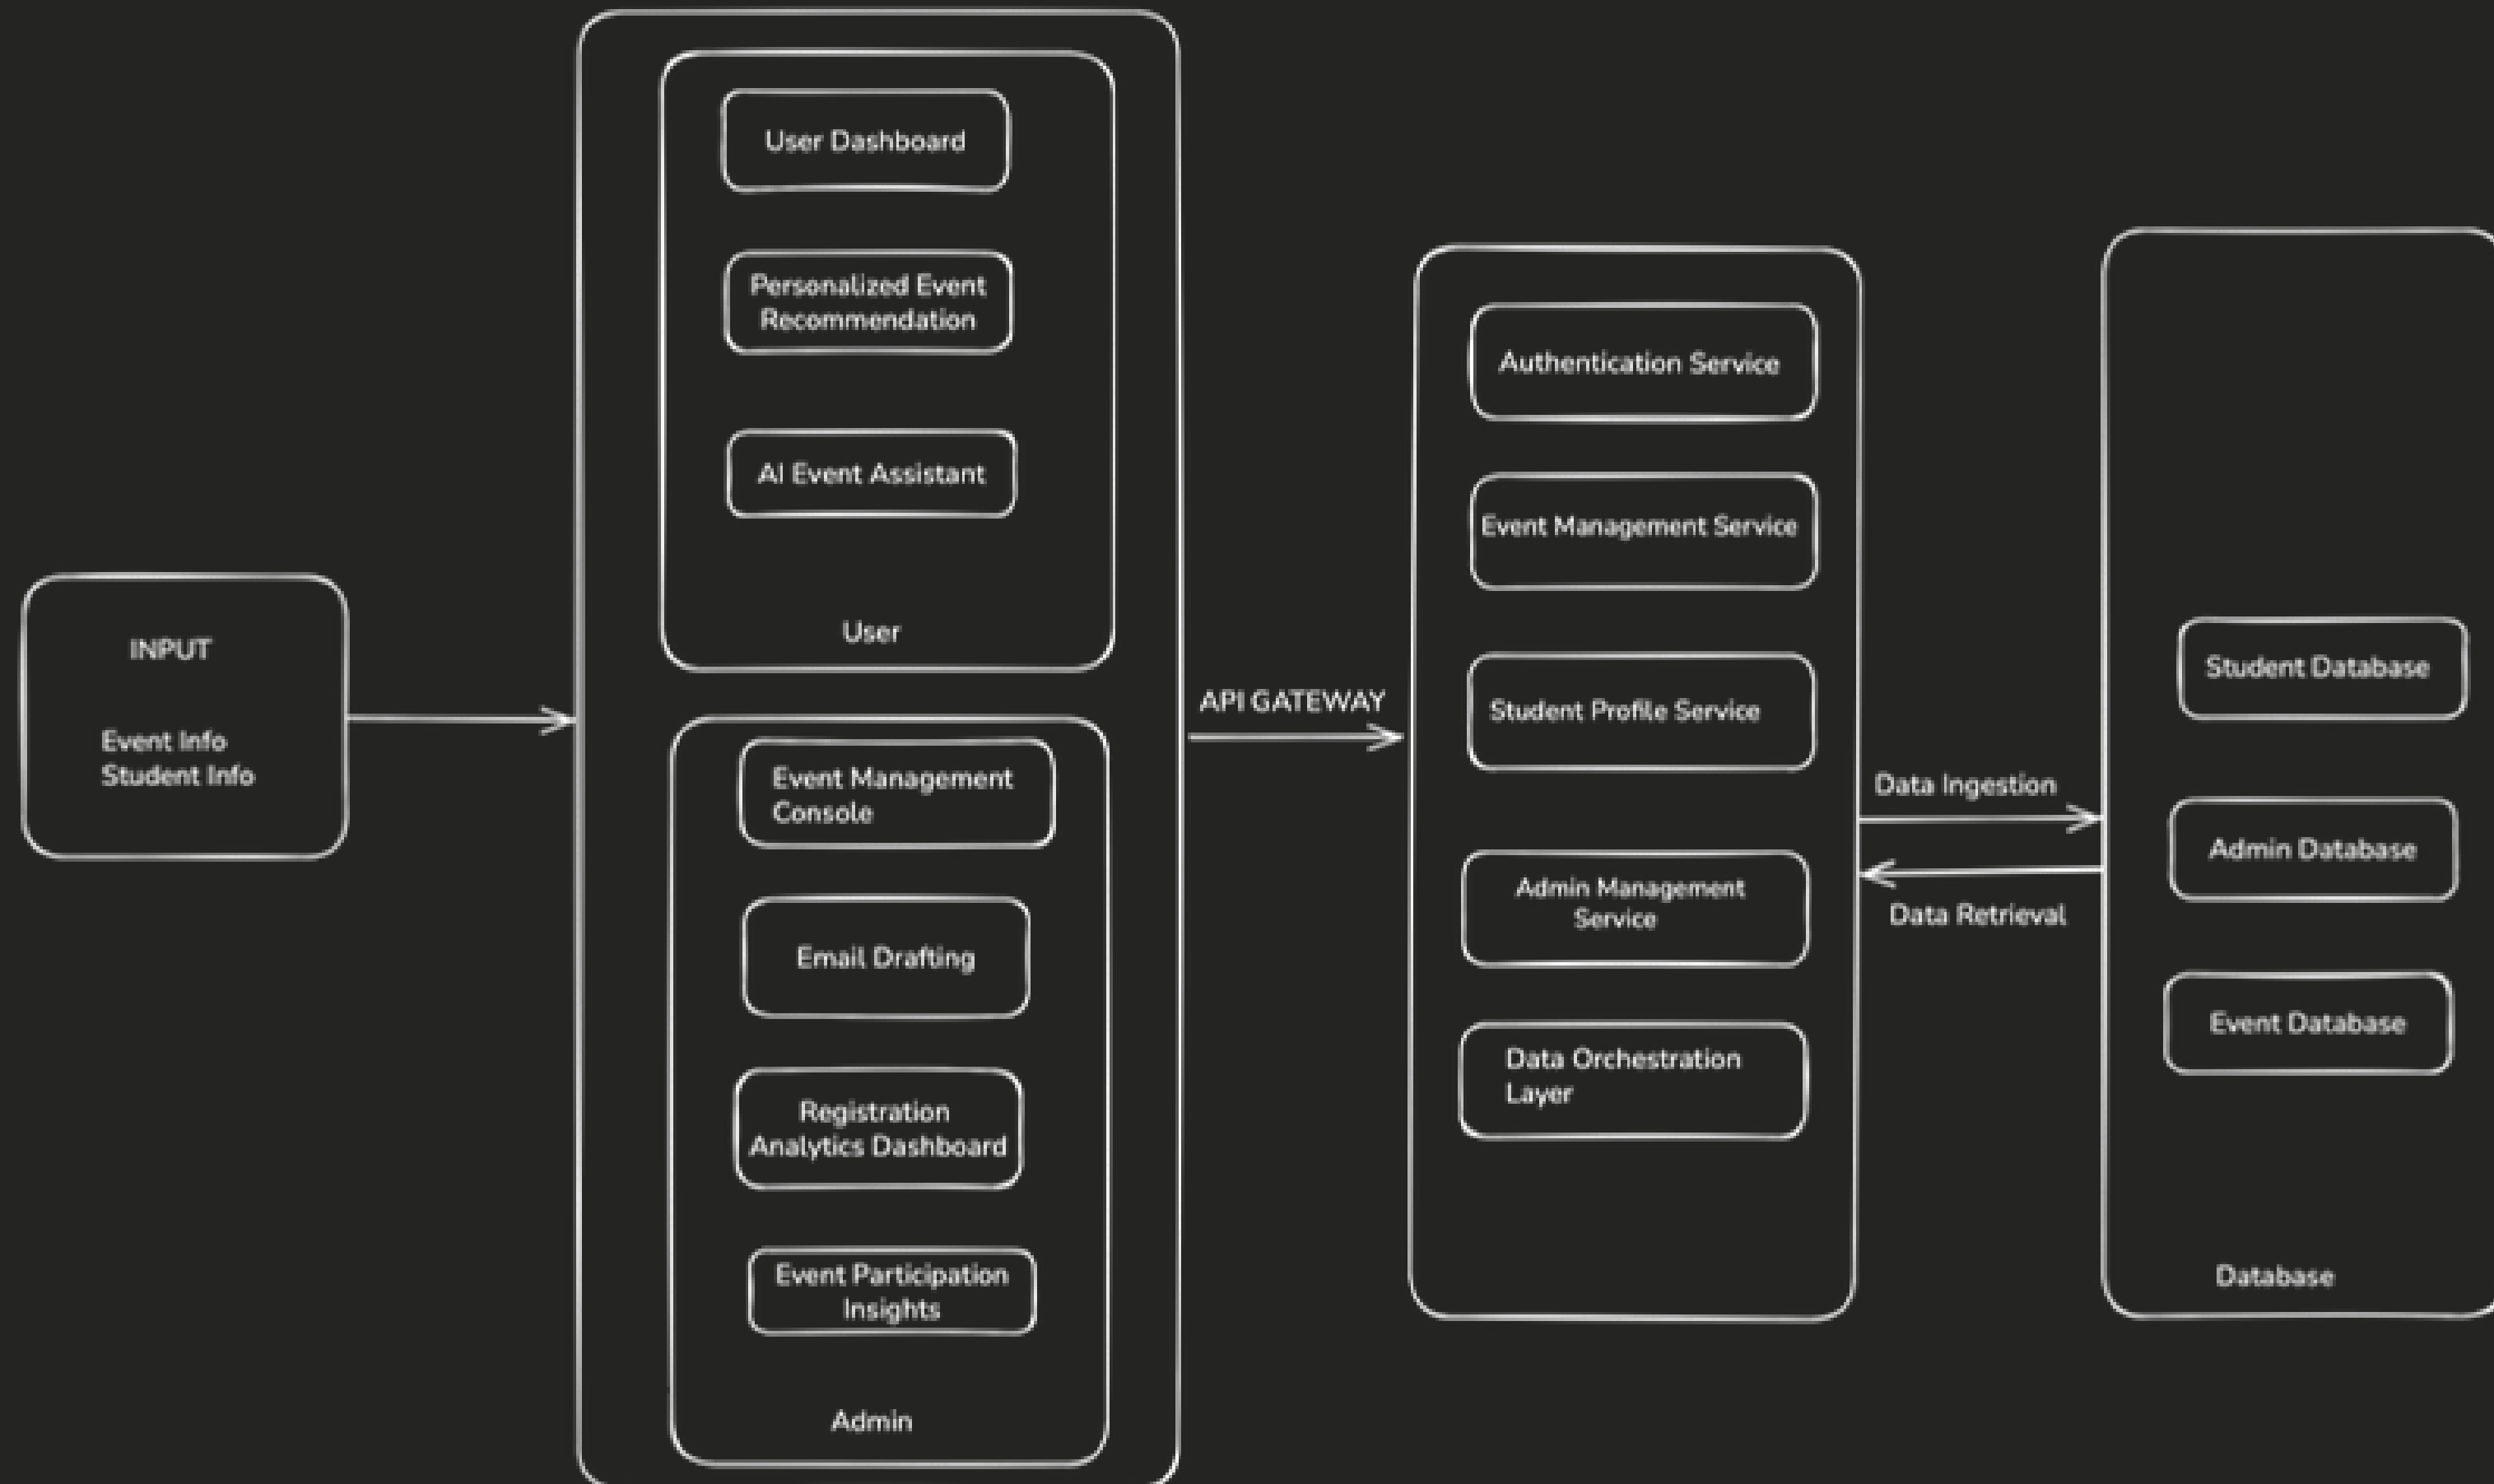 INPUT
Event Info
Student Info
User Dashboard
Personalized Event
Recommendation
AI Event Assistant
User
Event Management
Console
Email Drafting
Registration
Analytics Dashboard
Event Participation
Insights
Admin
API GATEWAY
Authentication Service
Event Management Service
Student Profile Service
Admin Management
Service
Data Orchestration
Layer
Data Ingestion
Data Retrieval
Student Database
Admin Database
Event Database
Database